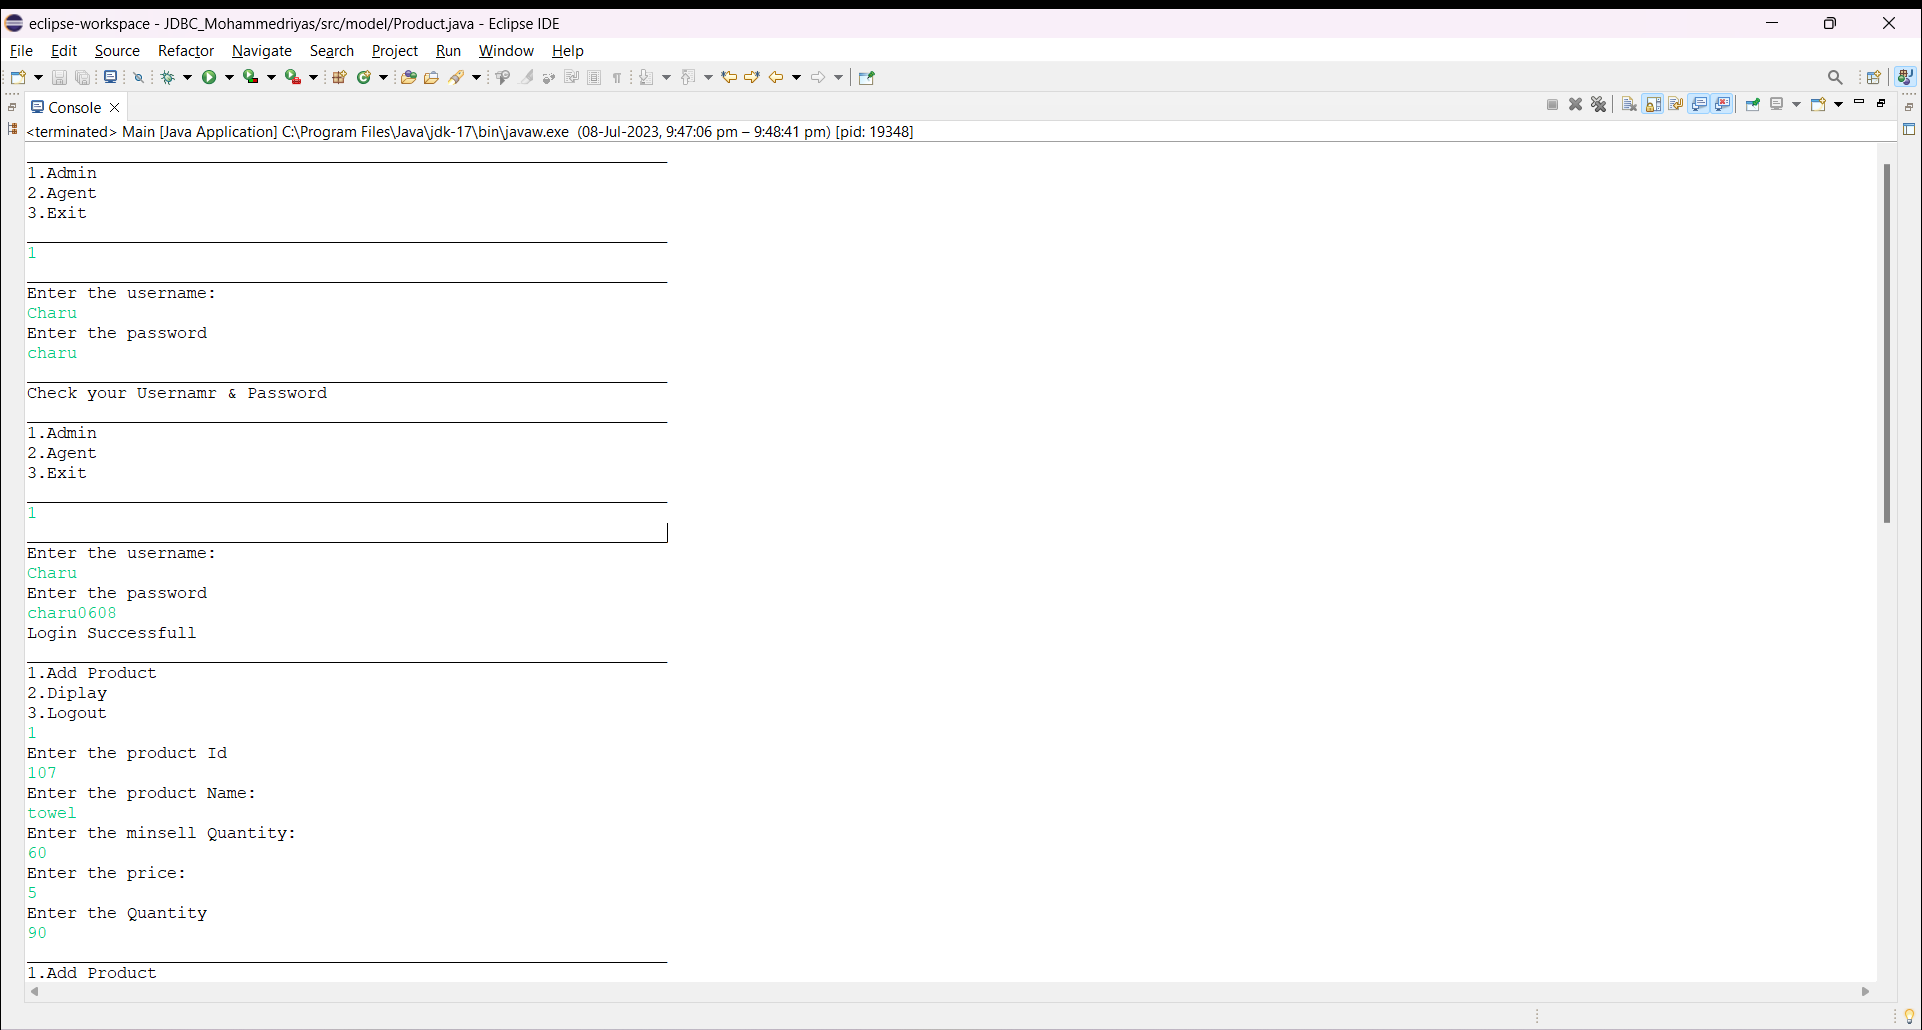 eclipse-workspace - JDBC_Mohammedriyas/src/model/Product.java - Eclipse IDE
File Edit Source Refactor Navigate Search Project Run Window Help
Console
<terminated> Main [Java Application] C:\Program Files\Java\jdk-17\bin\javaw.exe (08-Jul-2023, 9:47:06 pm – 9:48:41 pm) [pid: 19348]
1.Admin
2.Agent
3.Exit
1
Enter the username:
Charu
Enter the password
charu
Check your Usernamr & Password
1.Admin
2.Agent
3.Exit
1
Enter the username:
Charu
Enter the password
charu0608
Login Successfull
1.Add Product
2.Diplay
3.Logout
1
Enter the product Id
107
Enter the product Name:
towel
Enter the minsell Quantity:
60
Enter the price:
5
Enter the Quantity
90
1.Add Product